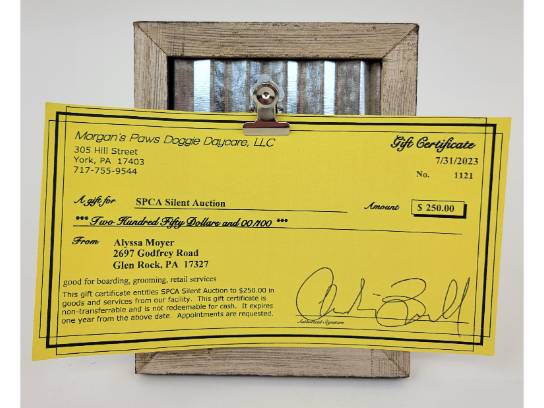 Morgan's Paws Doggie Daycare, LLC
305 Hill Street
York, PA 17403
717-755-9544
Gift Certificate
7/31/2023
No. 1121
A gift for SPCA Silent Auction Amount $ 250.00
*** Two Hundred Fifty Dollars and 00/100 ***
From Alyssa Moyer
2697 Godfrey Road
Glen Rock, PA 17327
good for boarding, grooming, retail services
This gift certificate entitles SPCA Silent Auction to $250.00 in
goods and services from our facility. This gift certificate is
non-transferrable and is not redeemable for cash. It expires
one year from the above date. Appointments are requested.
Authorized Signature